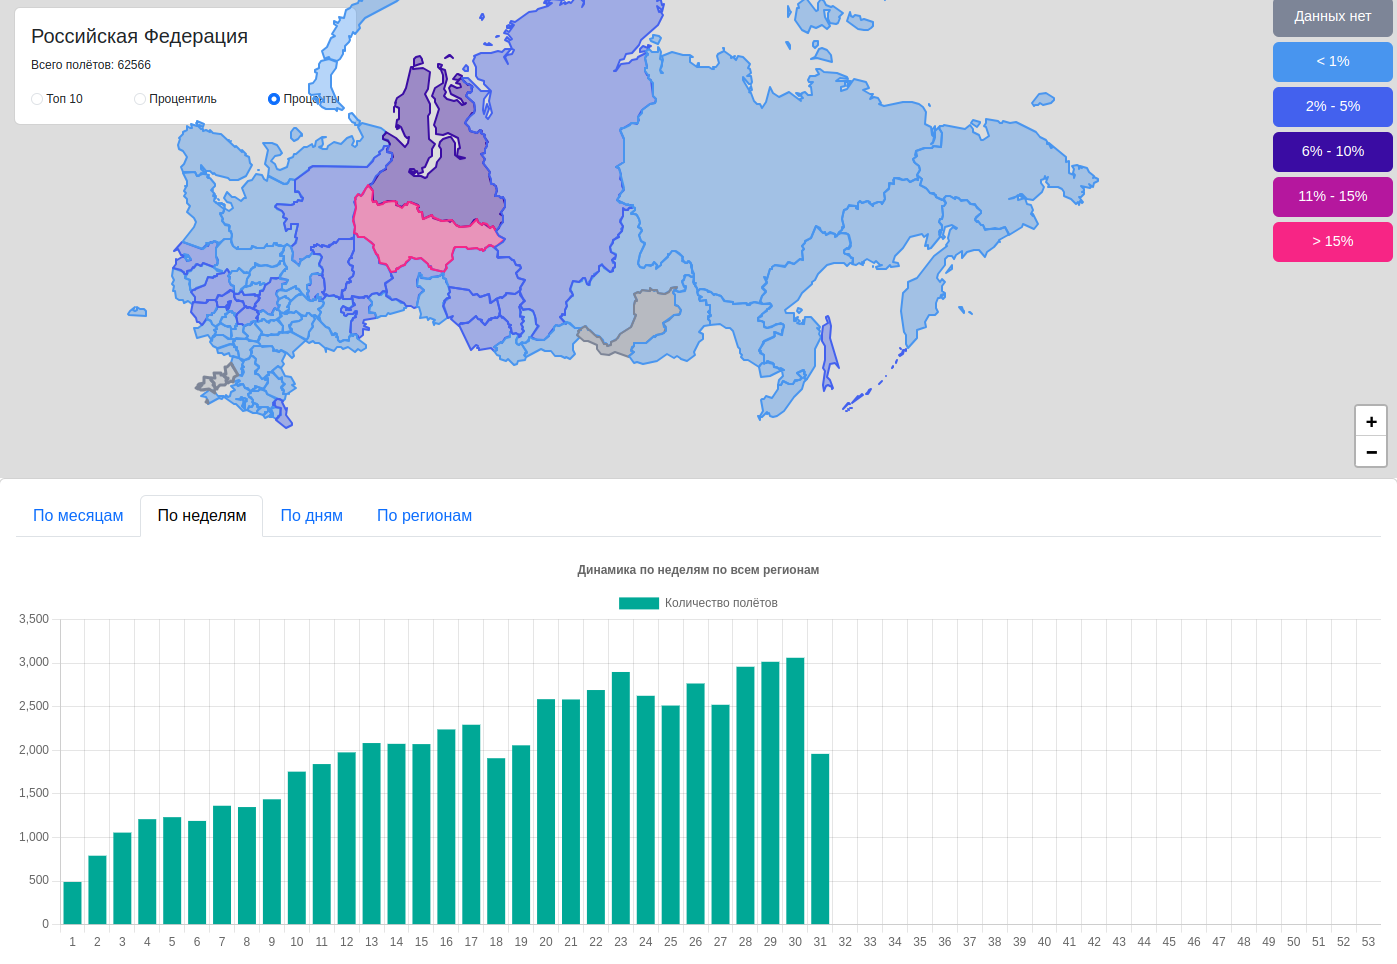 Российская Федерация
Всего полётов: 62566
Топ 10
Процентиль
Проценты
Данных нет
< 1%
2% - 5%
6% - 10%
11% - 15%
> 15%
+
−
По месяцам
По неделям
По дням
По регионам
Динамика по неделям по всем регионам
Количество полётов
3,500
3,000
2,500
2,000
1,500
1,000
500
0
1 2 3 4 5 6 7 8 9 10 11 12 13 14 15 16 17 18 19 20 21 22 23 24 25 26 27 28 29 30 31 32 33 34 35 36 37 38 39 40 41 42 43 44 45 46 47 48 49 50 51 52 53